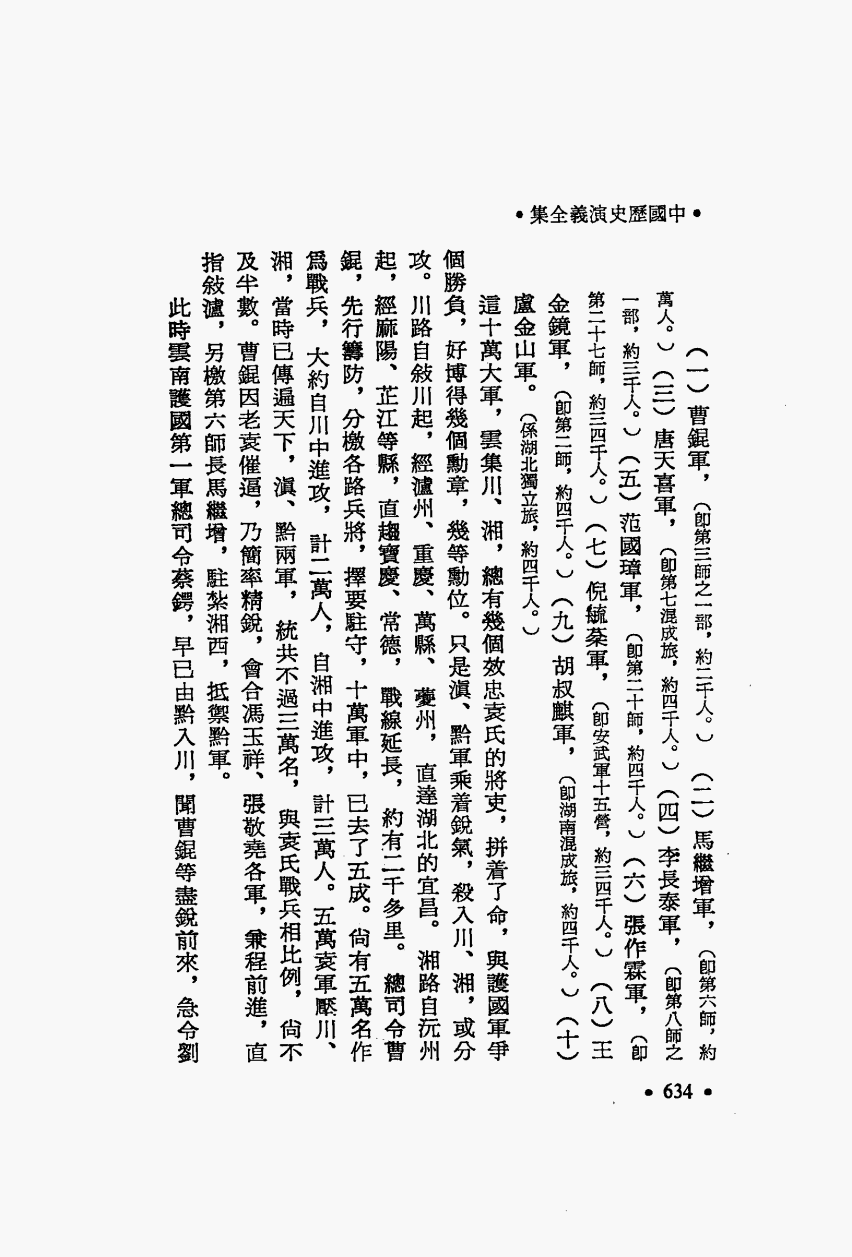 •中國歷史演義全集•
（一）曹錕軍，（卽第三師之一部，約二千人。）（二）馬繼增軍，（卽第六師，約
萬人。）（三）唐天喜軍，（卽第七混成旅，約四千人。）（四）李長泰軍，（卽第八師之
一部，約三千人。）（五）范國璋軍，（卽第二十師，約四千人。）（六）張作霖軍，（卽
第二十七師，約三四千人。）（七）倪毓棻軍，（卽安武軍十五營，約三四千人。）（八）王
金鏡軍，（卽第二師，約四千人。）（九）胡叔麒軍，（卽湖南混成旅，約四千人。）（十）
盧金山軍。（係湖北獨立旅，約四千人。）
這十萬大軍，雲集川、湘，總有幾個效忠袁氏的將吏，拼着了命，與護國軍爭
個勝負，好博得幾個勳章，幾等勳位。只是滇、黔軍乘着銳氣，殺入川、湘，或分
攻。川路自敍川起，經瀘州、重慶、萬縣、夔州，直達湖北的宜昌。湘路自沅州
起，經麻陽、芷江等縣，直趨寶慶、常德，戰線延長，約有二千多里。總司令曹
錕，先行籌防，分檄各路兵將，擇要駐守，十萬軍中，已去了五成。尙有五萬名作
爲戰兵，大約自川中進攻，計二萬人，自湘中進攻，計三萬人。五萬袁軍壓川、
湘，當時已傳遍天下，滇、黔兩軍，統共不過三萬名，與袁氏戰兵相比例，尙不
及半數。曹錕因老袁催逼，乃簡率精銳，會合馮玉祥、張敬堯各軍，兼程前進，直
指敍瀘，另檄第六師長馬繼增，駐紮湘西，抵禦黔軍。
此時雲南護國第一軍總司令蔡鍔，早已由黔入川，聞曹錕等盡銳前來，急令劉
•634•